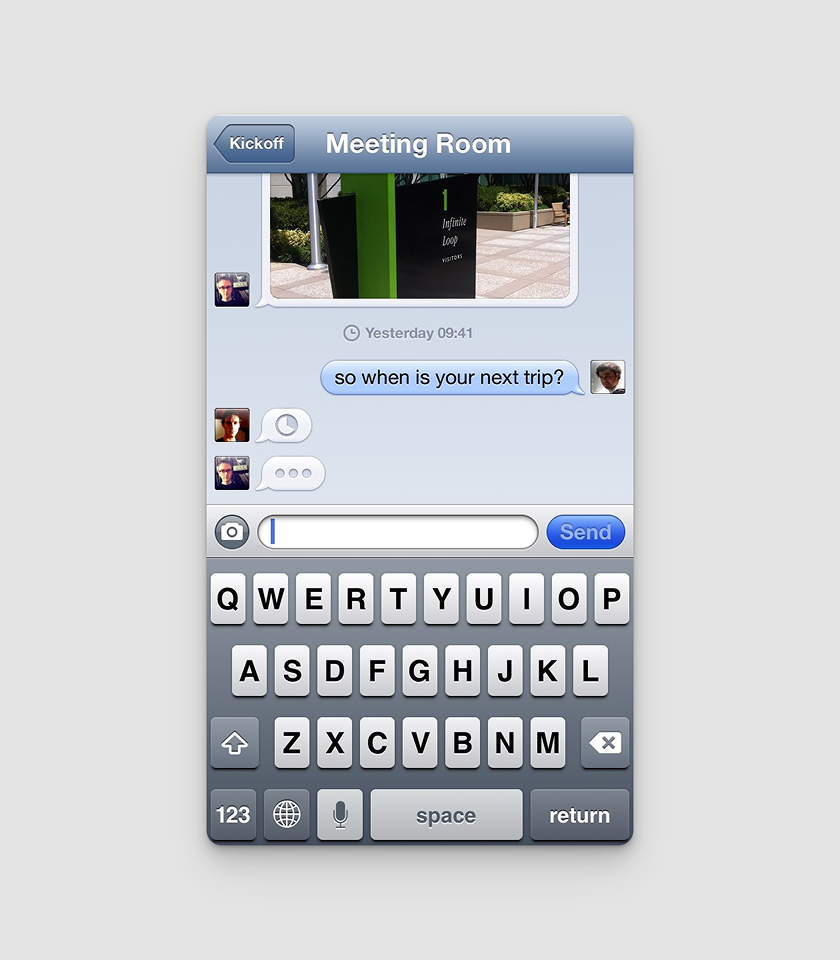 Kickoff
Meeting Room
1
Infinite
Loop
VISITORS
Yesterday 09:41
so when is your next trip?
Send
Q W E R T Y U I O P
A S D F G H J K L
Z X C V B N M
123 space return